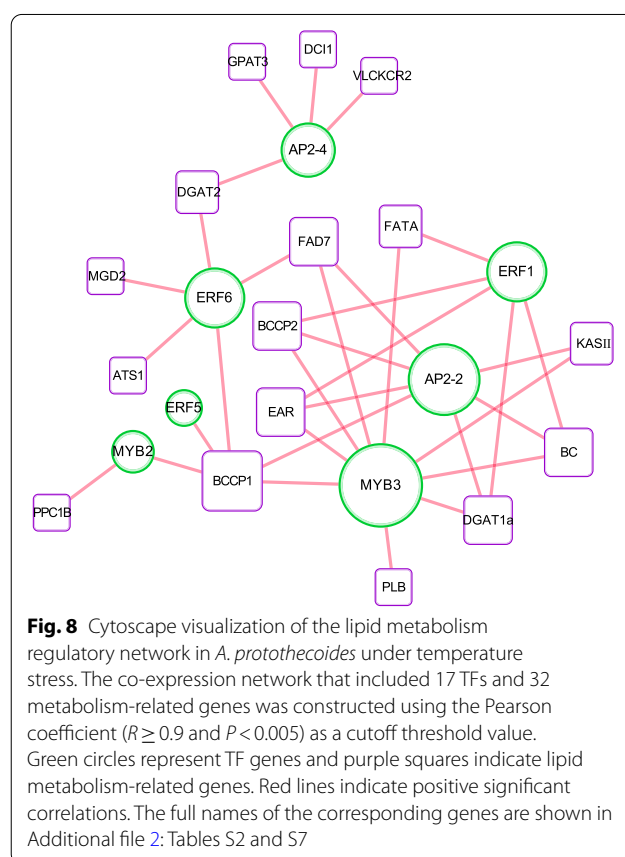 DCI1
GPAT3
VLCKCR2
AP2-4
DGAT2
FATA
FAD7
ERF1
MGD2
ERF6
BCCP2
KASII
AP2-2
ATS1
ERF5
EAR
MYB2
BC
BCCP1
MYB3
PPC1B
DGAT1a
PLB
Fig. 8 Cytoscape visualization of the lipid metabolism
regulatory network in A. protothecoides under temperature
stress. The co-expression network that included 17 TFs and 32
metabolism-related genes was constructed using the Pearson
coefficient (R ≥ 0.9 and P < 0.005) as a cutoff threshold value.
Green circles represent TF genes and purple squares indicate lipid
metabolism-related genes. Red lines indicate positive significant
correlations. The full names of the corresponding genes are shown in
Additional file 2: Tables S2 and S7